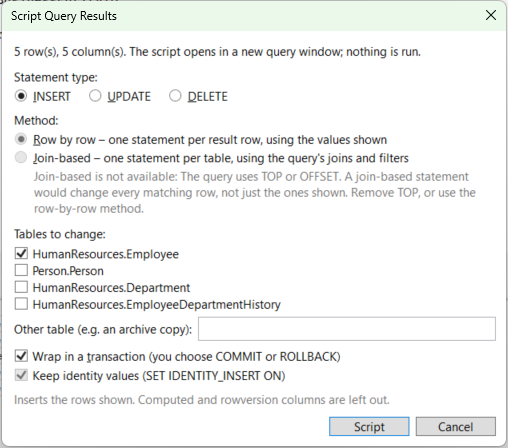 Script Query Results
5 row(s), 5 column(s). The script opens in a new query window; nothing is run.
Statement type:
INSERT UPDATE DELETE
Method:
Row by row – one statement per result row, using the values shown
Join-based – one statement per table, using the query's joins and filters
Join-based is not available: The query uses TOP or OFFSET. A join-based statement
would change every matching row, not just the ones shown. Remove TOP, or use the
row-by-row method.
Tables to change:
HumanResources.Employee
Person.Person
HumanResources.Department
HumanResources.EmployeeDepartmentHistory
Other table (e.g. an archive copy):
Wrap in a transaction (you choose COMMIT or ROLLBACK)
Keep identity values (SET IDENTITY_INSERT ON)
Inserts the rows shown. Computed and rowversion columns are left out.
Script Cancel